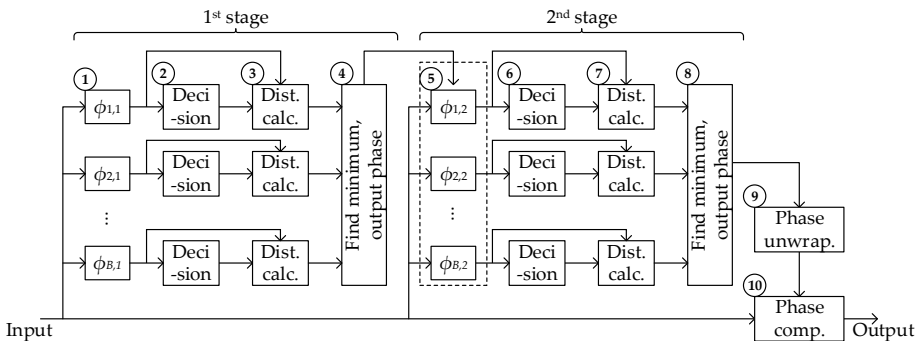 1st stage
2nd stage
1
2
3
4
5
6
7
8
ϕ1,1
Deci
-sion
Dist.
calc.
ϕ1,2
Deci
-sion
Dist.
calc.
ϕ2,1
Deci
-sion
Dist.
calc.
ϕ2,2
Deci
-sion
Dist.
calc.
...
...
ϕB,1
Deci
-sion
Dist.
calc.
ϕB,2
Deci
-sion
Dist.
calc.
Find minimum,
output phase
Find minimum,
output phase
9
Phase
unwrap.
10
Phase
comp.
Input
Output